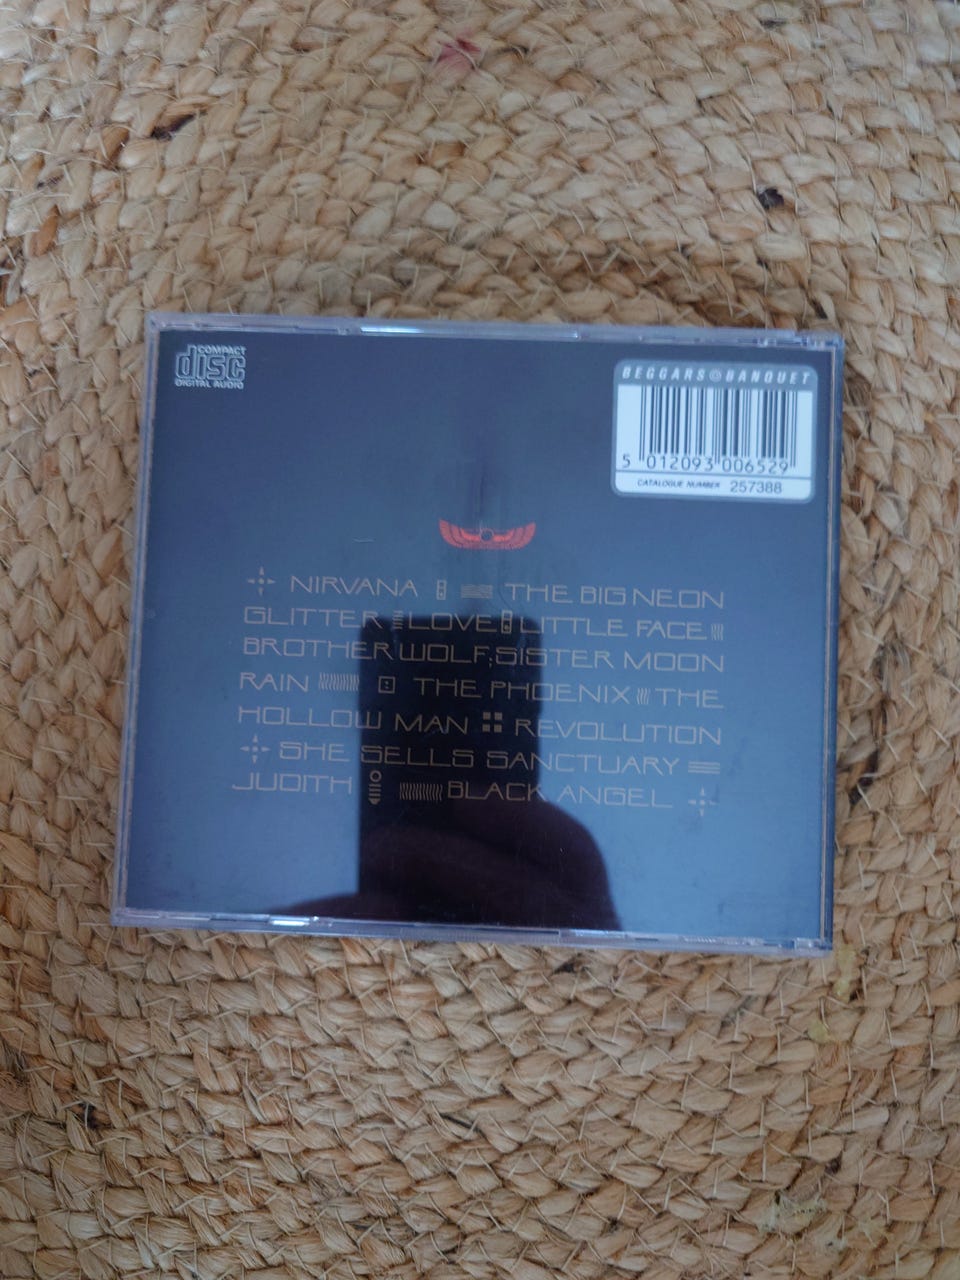 COMPACT
disc
DIGITAL AUDIO
BEGGARS BANQUET
5 012093 006529
CATALOGUE NUMBER 257388
NIRVANA THE BIG NEON
GLITTER LOVE LITTLE FACE
BROTHER WOLF; SISTER MOON
RAIN THE PHOENIX THE
HOLLOW MAN REVOLUTION
SHE SELLS SANCTUARY
JUDITH BLACK ANGEL